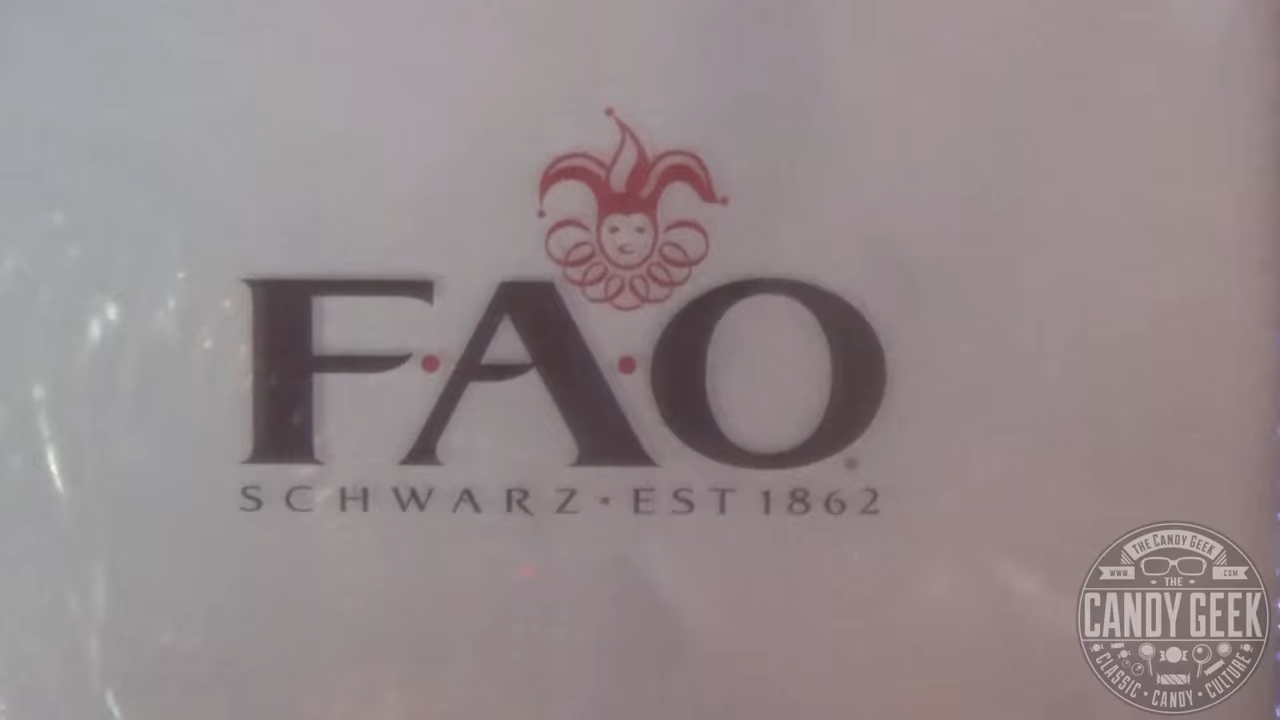 F·A·O.
SCHWARZ·EST 1862
THE CANDY GEEK
WWW .COM
THE
CANDY GEEK
CLASSIC · CANDY · CULTURE